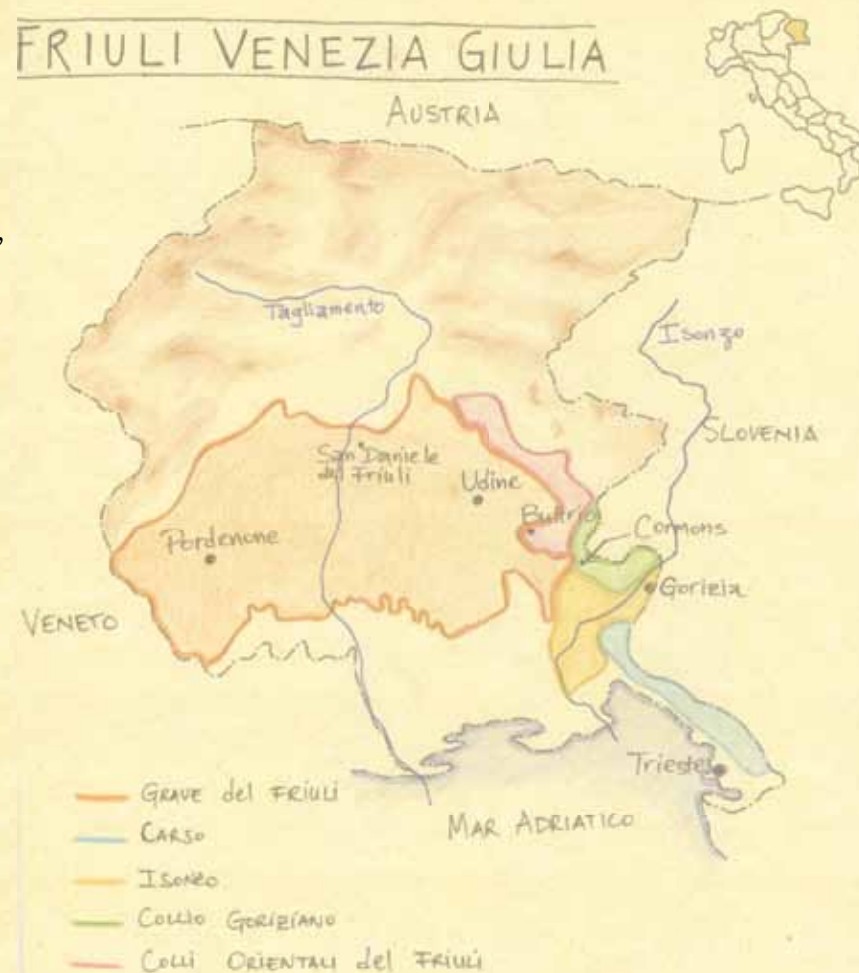 FRIULI VENEZIA GIULIA
AUSTRIA
,
Tagliamento
Isonzo
SLOVENIA
San Daniele
del Friuli
Udine
Buttrio
Cormons
Pordenone
Gorizia
VENETO
Trieste
MAR ADRIATICO
GRAVE del FRIULI
CARSO
ISONZO
COLLIO GORIZIANO
COLLI ORIENTALI del FRIULI